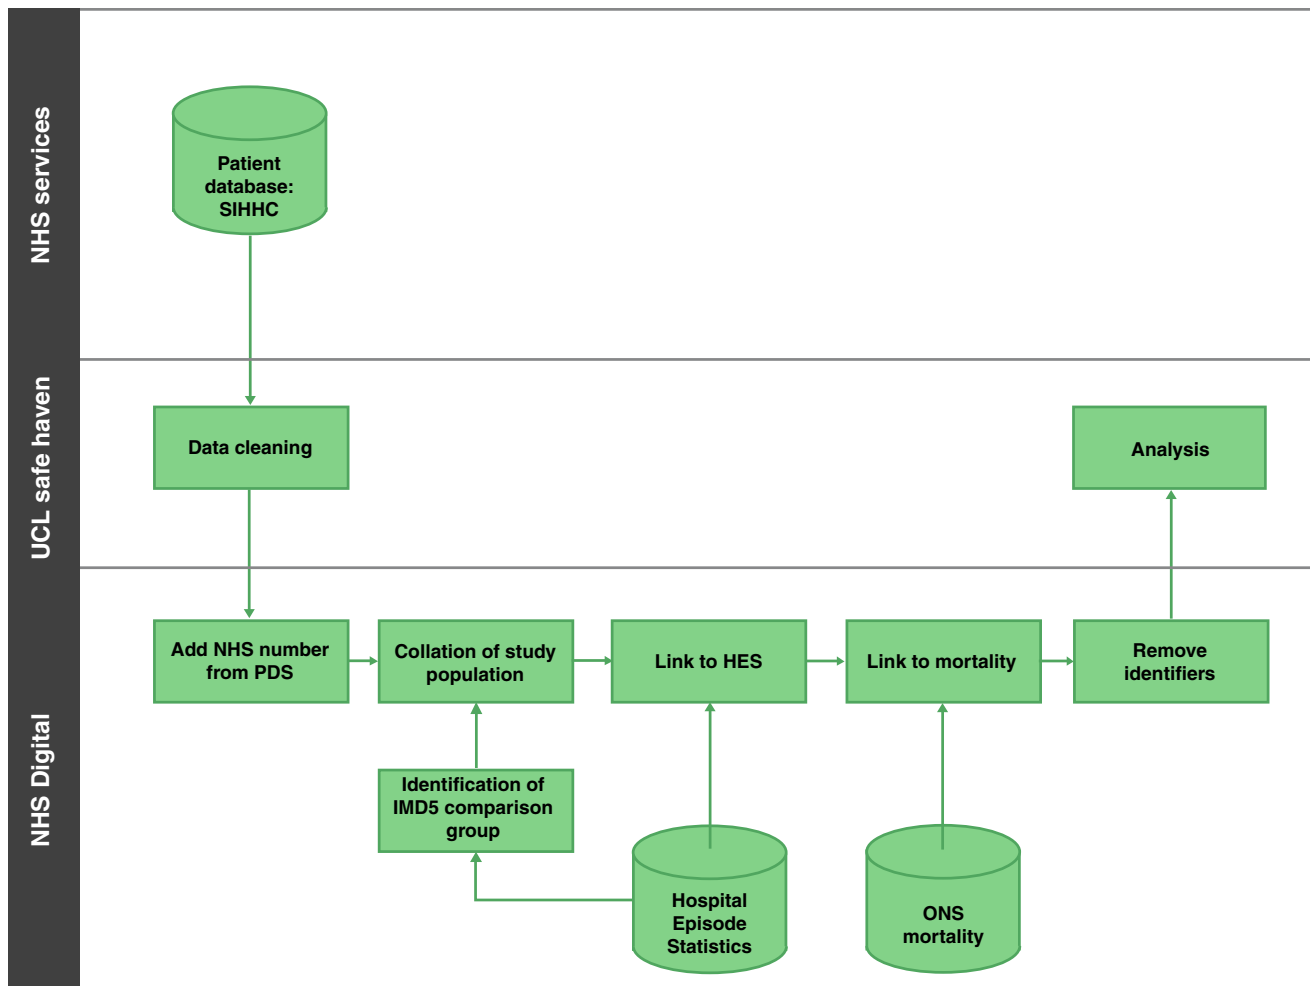 NHS services
Patient
database:
SIHHC
UCL safe haven
Data cleaning
Analysis
NHS Digital
Add NHS number
from PDS
Collation of study
population
Link to HES
Link to mortality
Remove
identifiers
Identification of
IMD5 comparison
group
Hospital
Episode
Statistics
ONS
mortality